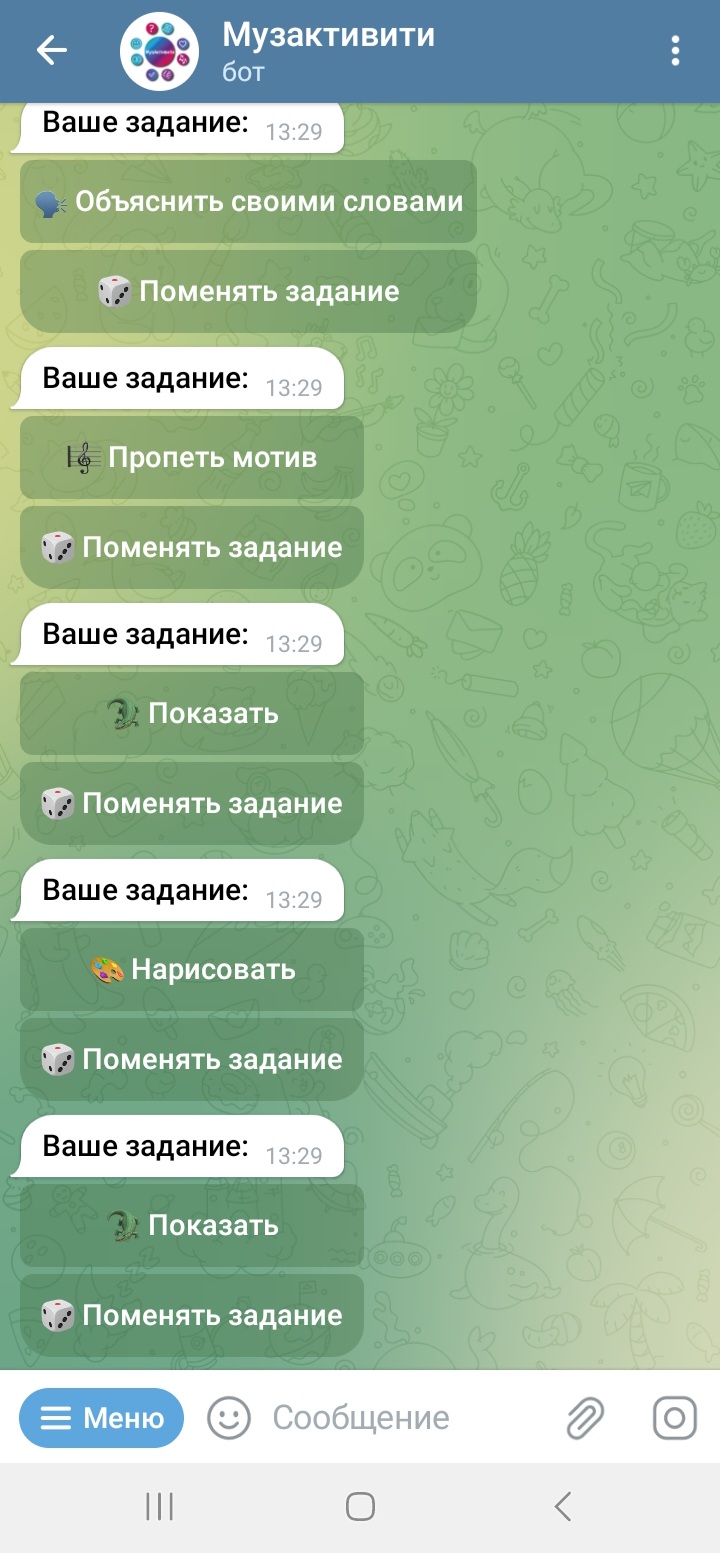 Музактивити
бот
Ваше задание: 13:29
Объяснить своими словами
Поменять задание
Ваше задание: 13:29
Пропеть мотив
Поменять задание
Ваше задание: 13:29
Показать
Поменять задание
Ваше задание: 13:29
Нарисовать
Поменять задание
Ваше задание: 13:29
Показать
Поменять задание
Меню
Сообщение